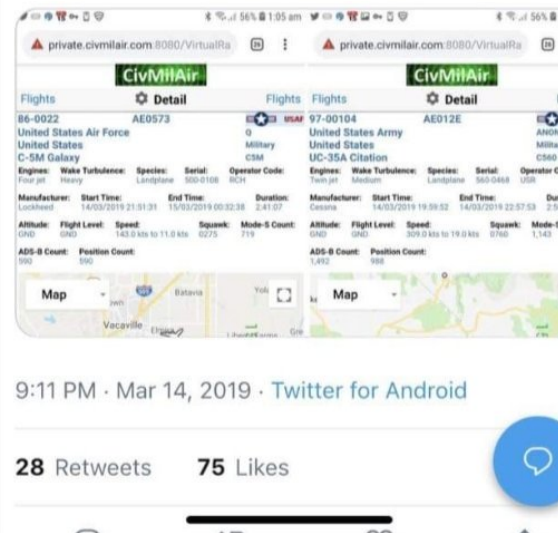 56% 1:05 am
56%
private.civmilair.com:8080/VirtualRa
private.civmilair.com:8080/VirtualRa
CivMilAir
CivMilAir
Flights Detail Flights
Flights Detail
86-0022 AE0573 USAF
United States Air Force
United States Military
C-5M Galaxy C5M
Engines: Wake Turbulence: Species: Serial: Operator Code:
Four jet Heavy Landplane 500-0108 RCH
Manufacturer: Start Time: End Time: Duration:
Lockheed 14/03/2019 21:51:31 15/03/2019 00:32:38 2:41:07
Altitude: Flight Level: Speed: Squawk: Mode-S Count:
GND GND 143.0 kts to 11.0 kts 0275 719
ADS-B Count: Position Count:
590 590
97-00104 AE012E
United States Army
United States
UC-35A Citation C560
Engines: Wake Turbulence: Species: Serial: Operator C
Twin jet Medium Landplane 560-0468 USR
Manufacturer: Start Time: End Time:
Cessna 14/03/2019 19:59:52 14/03/2019 22:57:53
Altitude: Flight Level: Speed: Squawk: Mode-S
GND GND 309.0 kts to 19.0 kts 0760 1,143
ADS-B Count: Position Count:
1,492 988
Map
Batavia
Vacaville
Map
9:11 PM · Mar 14, 2019 · Twitter for Android
28 Retweets 75 Likes